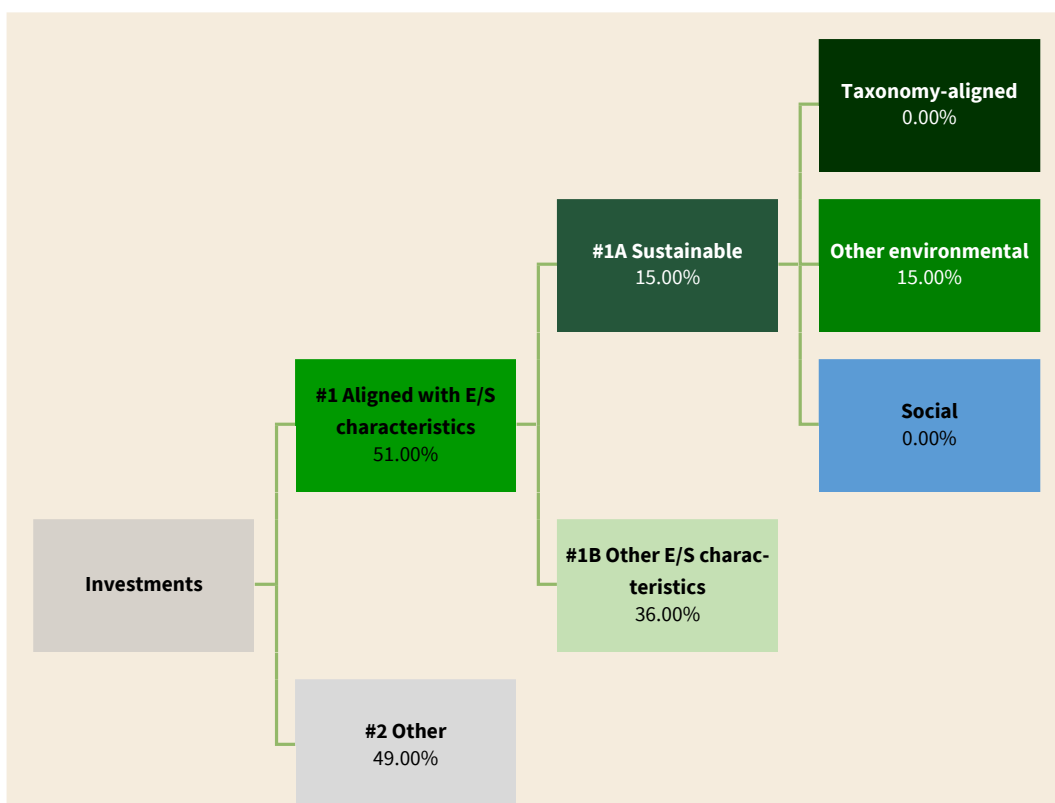 Taxonomy-aligned
0.00%
#1A Sustainable
15.00%
Other environmental
15.00%
#1 Aligned with E/S
characteristics
51.00%
Social
0.00%
Investments
#1B Other E/S charac-
teristics
36.00%
#2 Other
49.00%